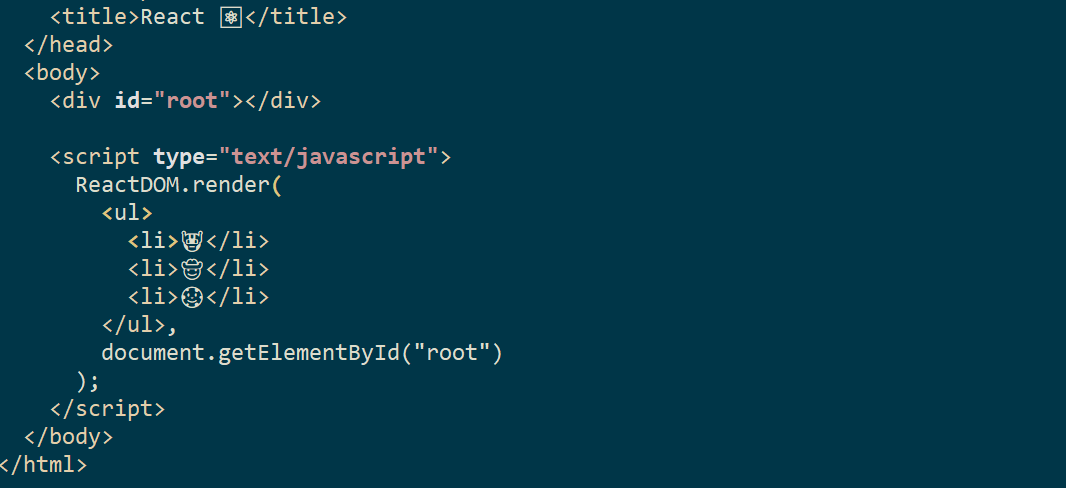 <title>React ⚛</title>
</head>
<body>
<div id="root"></div>
<script type="text/javascript">
ReactDOM.render(
<ul>
<li>👹</li>
<li>🤠</li>
<li>🤡</li>
</ul>,
document.getElementById("root")
);
</script>
</body>
</html>